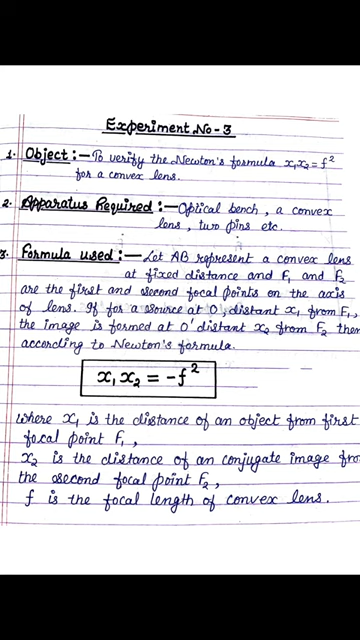 Experiment No-3
1. Object:— To verify the Newton's formula x₁x₂=f²
for a convex lens.
2. Apparatus Required:— Optical bench, a convex
lens, two pins etc.
3. Formula used:— Let AB represent a convex lens
at fixed distance and F₁ and F₂
are the first and second focal points on the axis
of lens. If for a source at O, distant x₁ from F₁,
the image is formed at O' distant x₂ from F₂ then
according to Newton's formula.
x₁x₂ = -f²
where x₁ is the distance of an object from first
focal point F₁,
x₂ is the distance of an conjugate image fro
the second focal point F₂,
f is the focal length of convex lens.